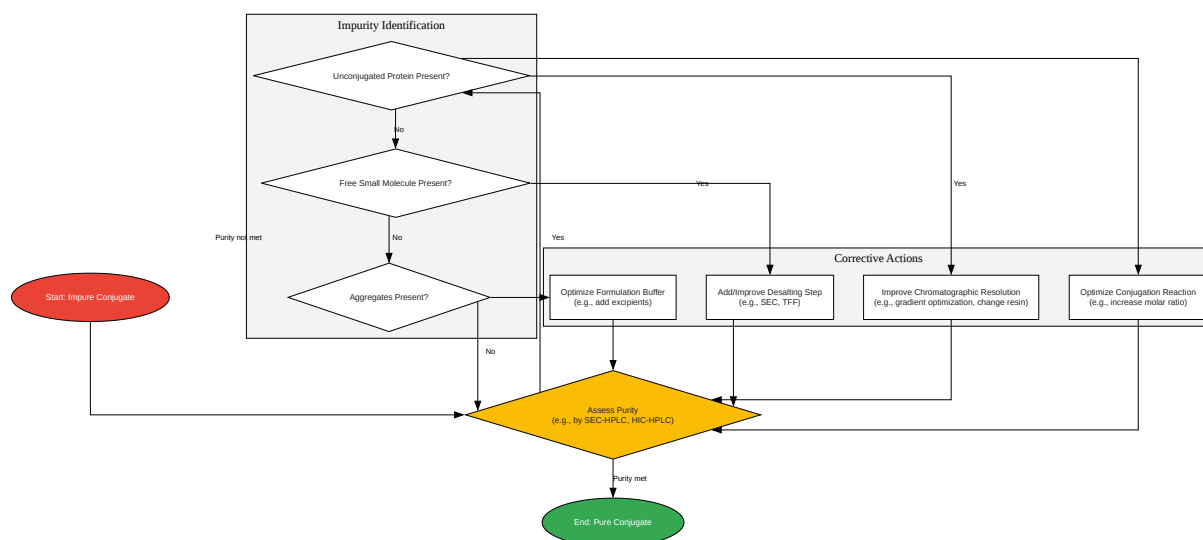 Impurity Identification
Unconjugated Protein Present?
No
Free Small Molecule Present?
Yes
Yes
Purity not met
No
Yes
Corrective Actions
Start: Impure Conjugate
Aggregates Present?
Optimize Formulation Buffer
(e.g., add excipients)
Add/Improve Desalting Step
(e.g., SEC, TFF)
Improve Chromatographic Resolution
(e.g., gradient optimization, change resin)
Optimize Conjugation Reaction
(e.g., increase molar ratio)
No
Assess Purity
(e.g., by SEC-HPLC, HIC-HPLC)
Purity met
End: Pure Conjugate